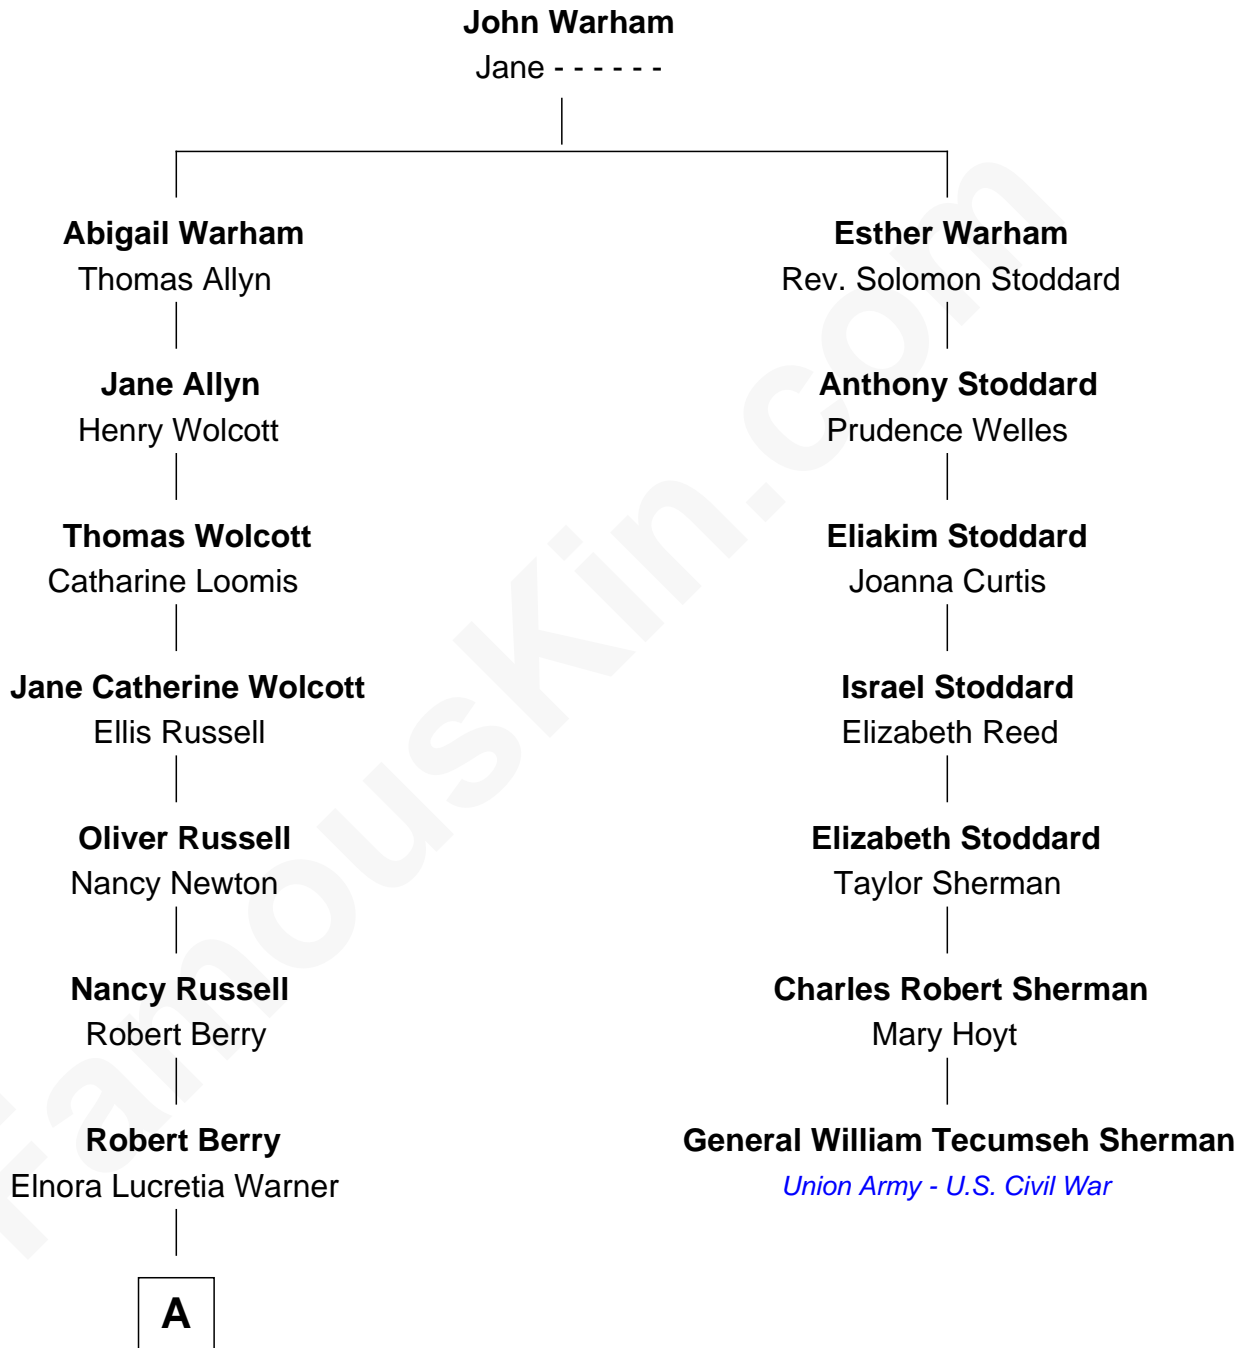 John Warham
Jane - - - - - -
Abigail Warham
Thomas Allyn
Jane Allyn
Henry Wolcott
Thomas Wolcott
Catharine Loomis
Jane Catherine Wolcott
Ellis Russell
Oliver Russell
Nancy Newton
Nancy Russell
Robert Berry
Robert Berry
Elnora Lucretia Warner
A
Esther Warham
Rev. Solomon Stoddard
Anthony Stoddard
Prudence Welles
Eliakim Stoddard
Joanna Curtis
Israel Stoddard
Elizabeth Reed
Elizabeth Stoddard
Taylor Sherman
Charles Robert Sherman
Mary Hoyt
General William Tecumseh Sherman
Union Army - U.S. Civil War
FamousKin.com